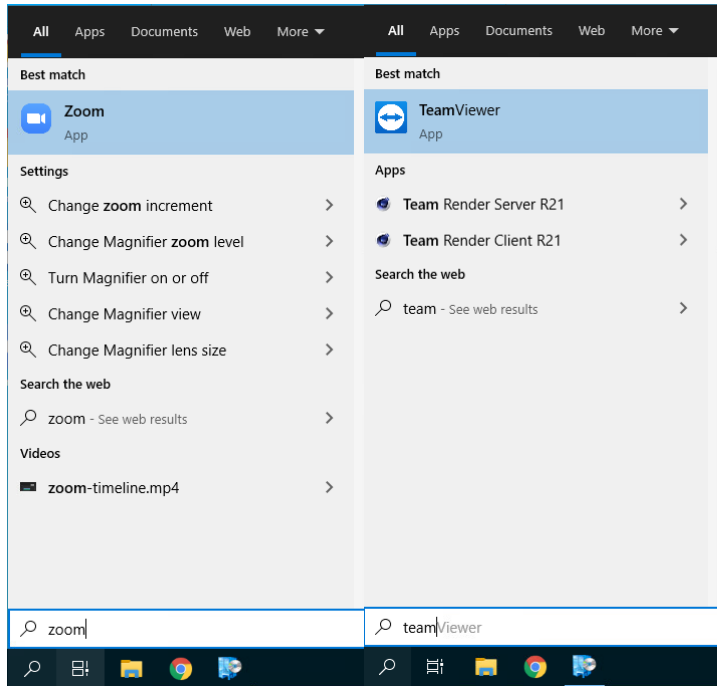 All Apps Documents Web More
Best match
Zoom
App
Settings
Change zoom increment
Change Magnifier zoom level
Turn Magnifier on or off
Change Magnifier view
Change Magnifier lens size
Search the web
zoom - See web results
Videos
zoom-timeline.mp4
zoom
All Apps Documents Web More
Best match
TeamViewer
App
Apps
Team Render Server R21
Team Render Client R21
Search the web
team - See web results
teamViewer